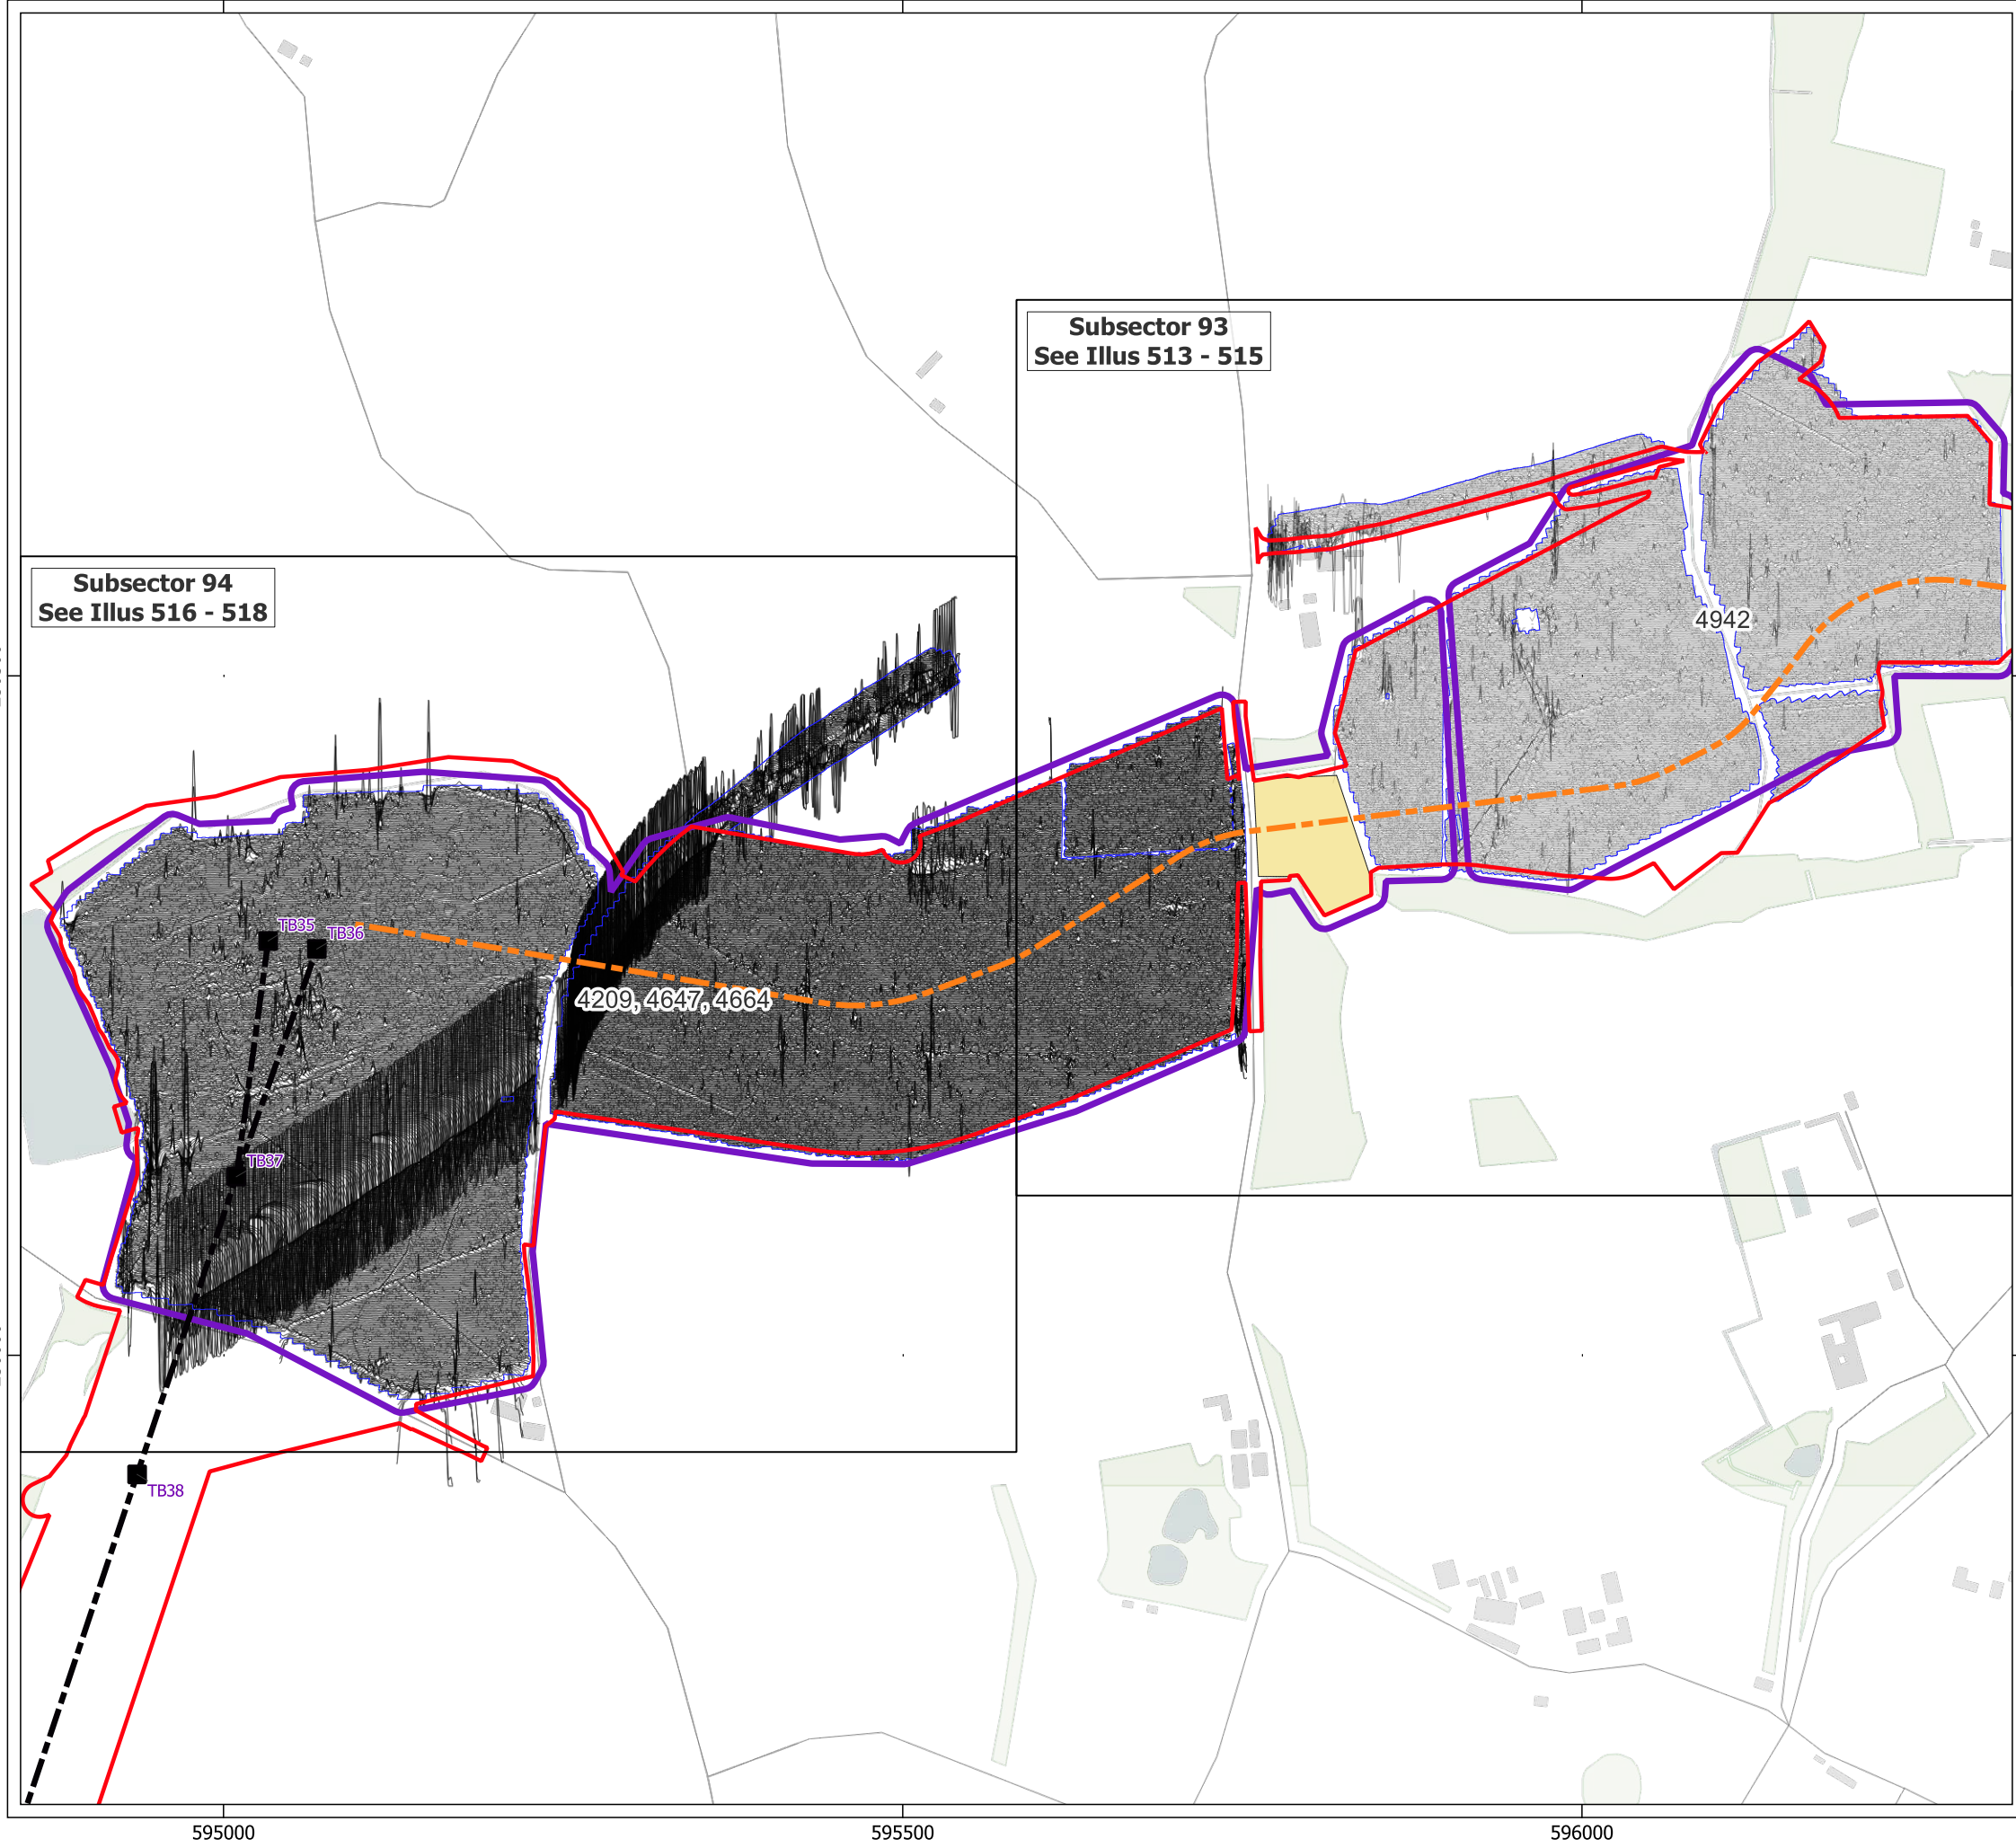 Subsector 93
See Illus 513 - 515
Subsector 94
See Illus 516 - 518
4942
TB35
TB36
4209, 4647, 4664
TB37
TB38
595000
595500
596000